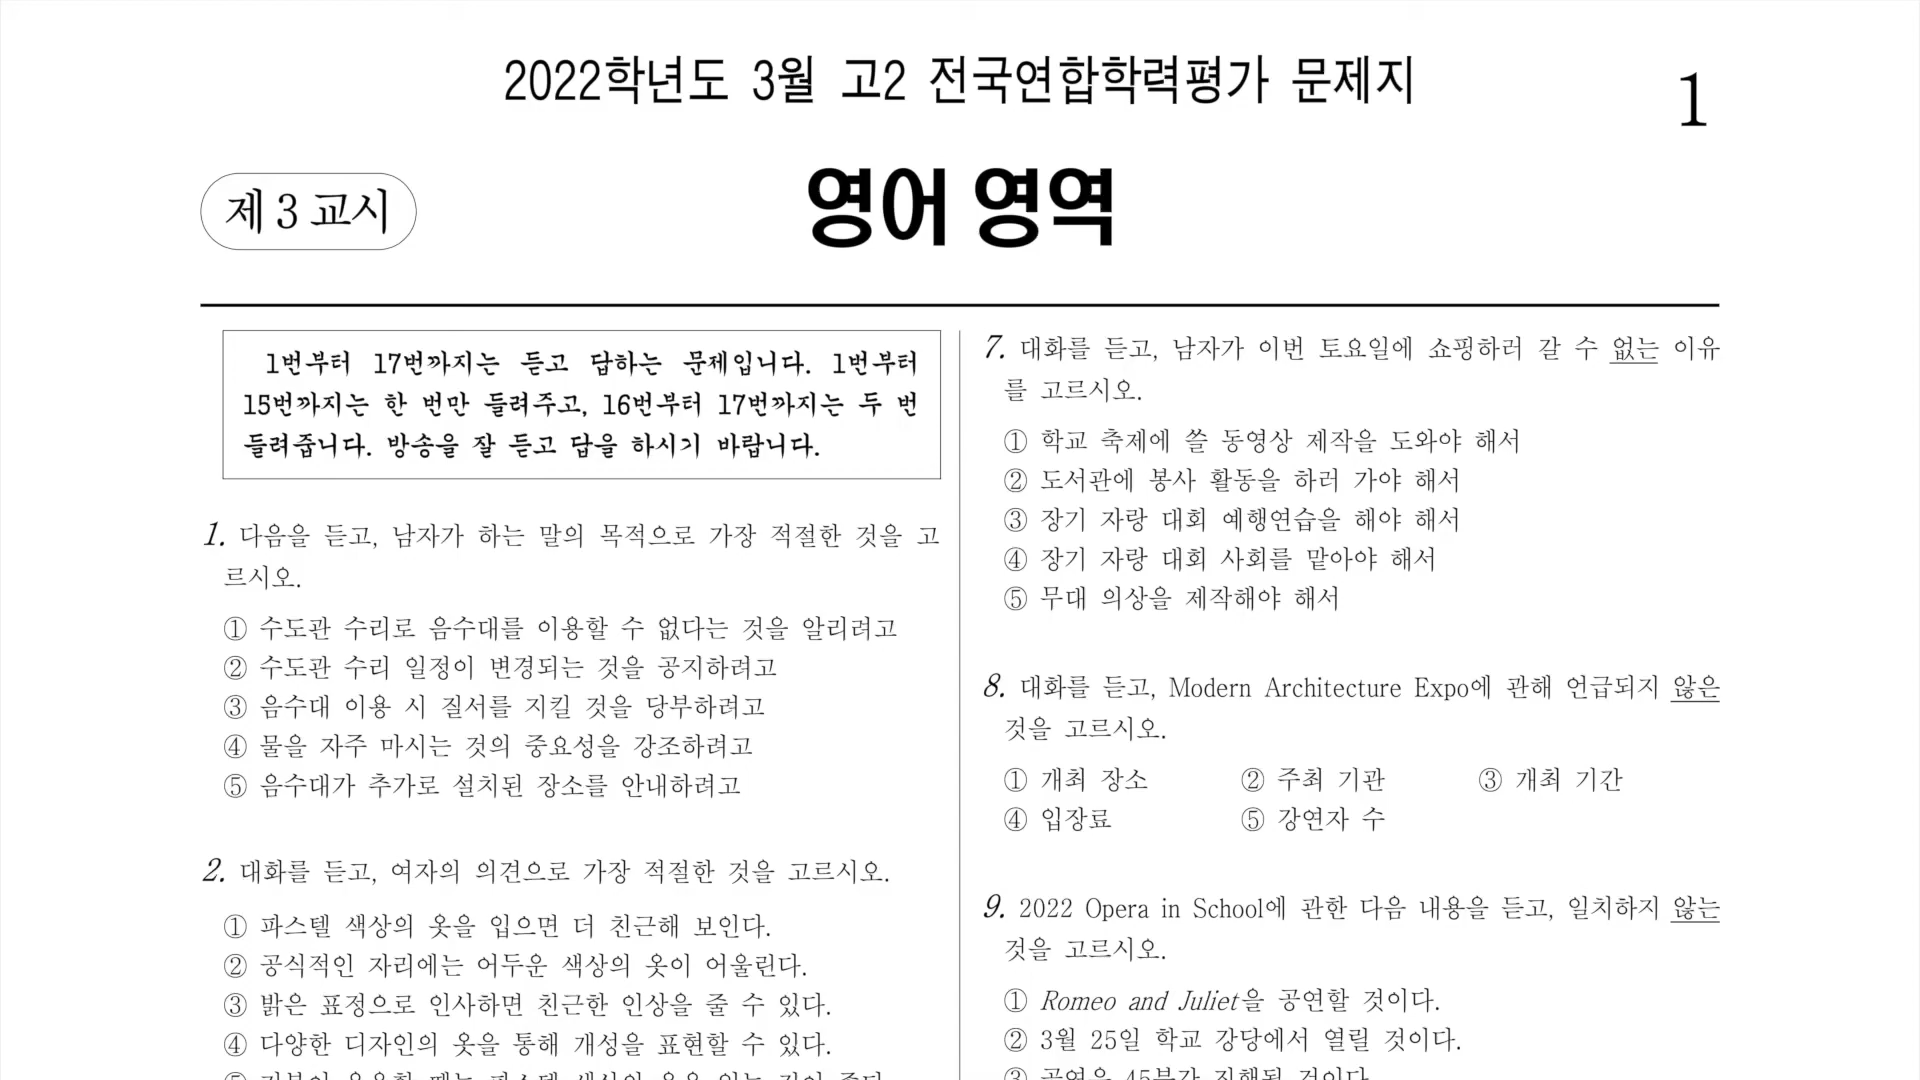 2022학년도 3월 고2 전국연합학력평가 문제지
1
제 3 교시
영어 영역
1번부터 17번까지는 듣고 답하는 문제입니다. 1번부터
15번까지는 한 번만 들려주고, 16번부터 17번까지는 두 번
들려줍니다. 방송을 잘 듣고 답을 하시기 바랍니다.
1. 다음을 듣고, 남자가 하는 말의 목적으로 가장 적절한 것을 고
르시오.
① 수도관 수리로 음수대를 이용할 수 없다는 것을 알리려고
② 수도관 수리 일정이 변경되는 것을 공지하려고
③ 음수대 이용 시 질서를 지킬 것을 당부하려고
④ 물을 자주 마시는 것의 중요성을 강조하려고
⑤ 음수대가 추가로 설치된 장소를 안내하려고
2. 대화를 듣고, 여자의 의견으로 가장 적절한 것을 고르시오.
① 파스텔 색상의 옷을 입으면 더 친근해 보인다.
② 공식적인 자리에는 어두운 색상의 옷이 어울린다.
③ 밝은 표정으로 인사하면 친근한 인상을 줄 수 있다.
④ 다양한 디자인의 옷을 통해 개성을 표현할 수 있다.
7. 대화를 듣고, 남자가 이번 토요일에 쇼핑하러 갈 수 없는 이유
를 고르시오.
① 학교 축제에 쓸 동영상 제작을 도와야 해서
② 도서관에 봉사 활동을 하러 가야 해서
③ 장기 자랑 대회 예행연습을 해야 해서
④ 장기 자랑 대회 사회를 맡아야 해서
⑤ 무대 의상을 제작해야 해서
8. 대화를 듣고, Modern Architecture Expo에 관해 언급되지 않은
것을 고르시오.
① 개최 장소 ② 주최 기관 ③ 개최 기간
④ 입장료 ⑤ 강연자 수
9. 2022 Opera in School에 관한 다음 내용을 듣고, 일치하지 않는
것을 고르시오.
① Romeo and Juliet을 공연할 것이다.
② 3월 25일 학교 강당에서 열릴 것이다.
③ 공연은 45분간 진행될 것이다.